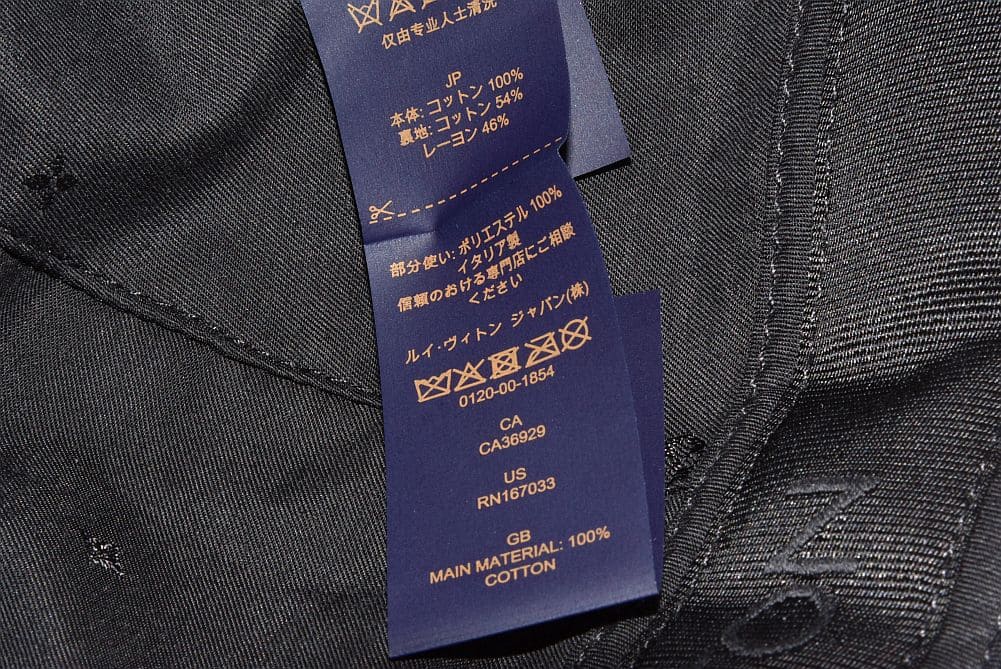 仅由专业人士清洗
JP
本体: コットン 100%
裏地: コットン 54%
レーヨン 46%
部分使い: ポリエステル 100%
イタリア製
信頼のおける専門店にご相談
ください
ルイ・ヴィトン ジャパン(株)
0120-00-1854
CA
CA36929
US
RN167033
GB
MAIN MATERIAL: 100%
COTTON